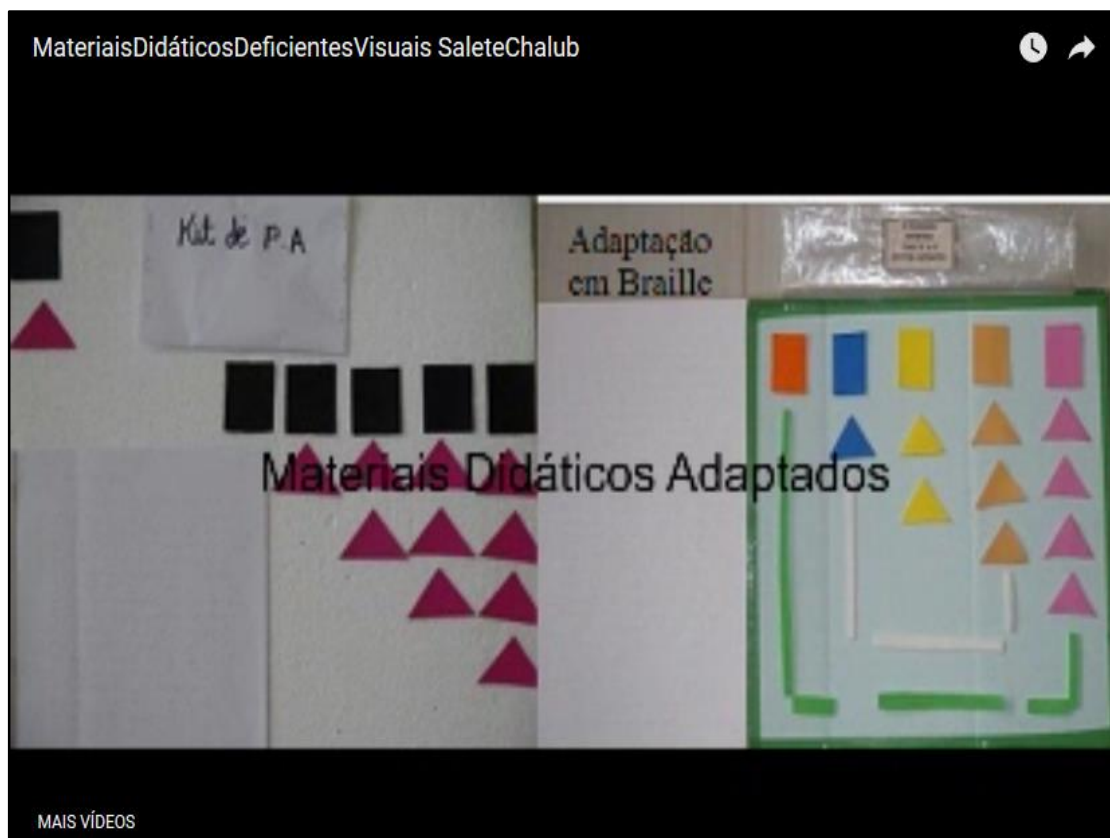 MateriaisDidáticosDeficientesVisuais SaleteChalub
Kit de P.A
Adaptação
em Braille
Materiais Didáticos Adaptados
MAIS VÍDEOS